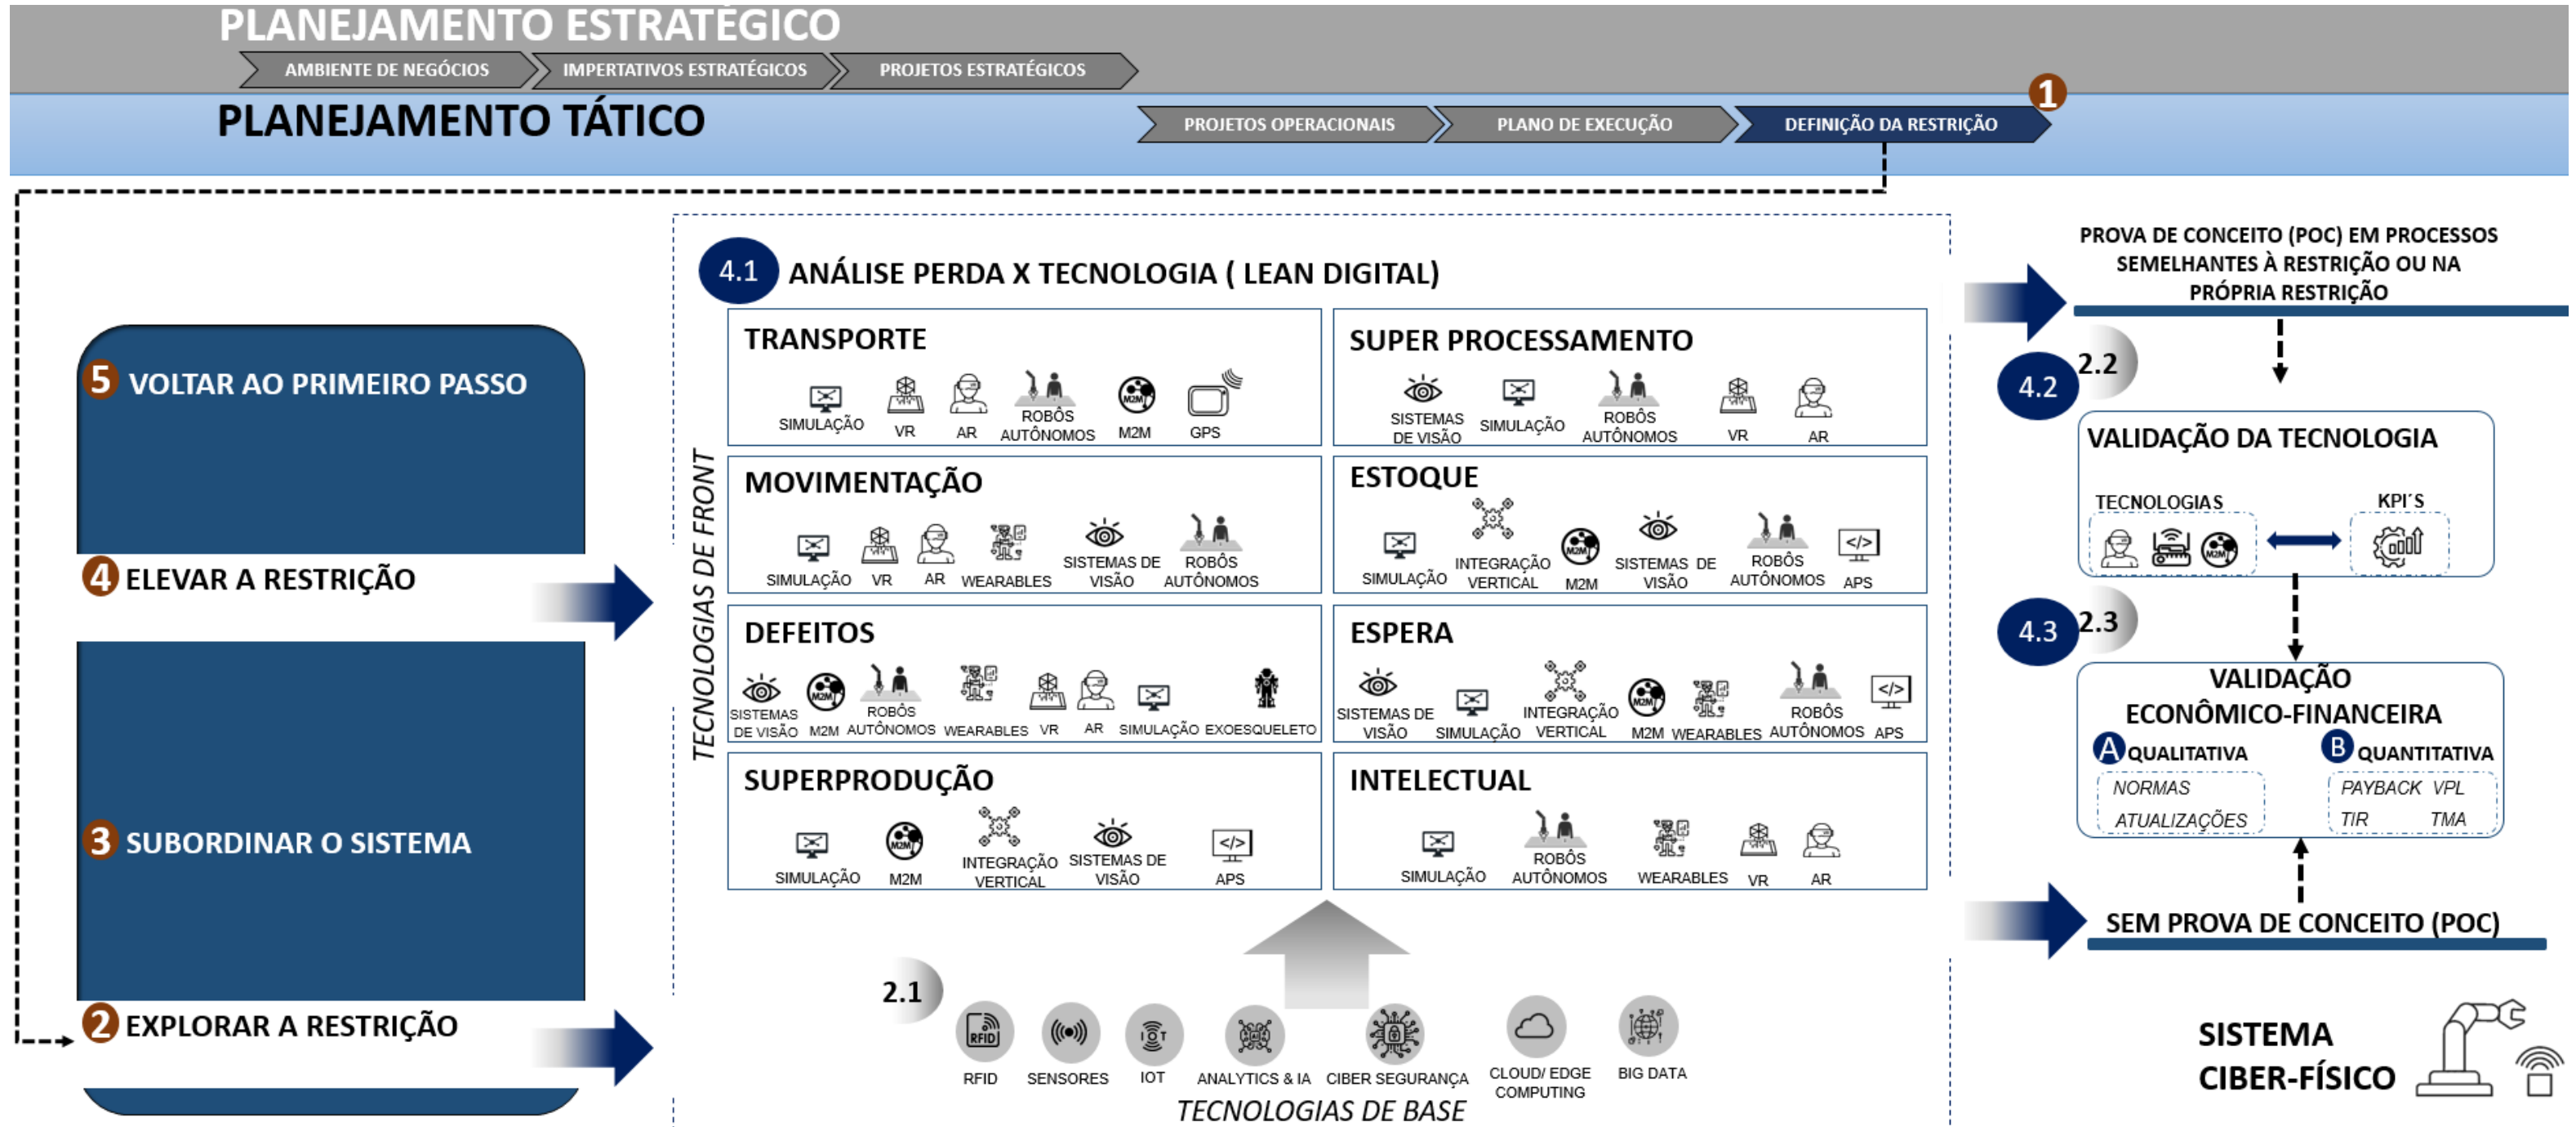 PLANEJAMENTO ESTRATÉGICO
AMBIENTE DE NEGÓCIOS
IMPERTATIVOS ESTRATÉGICOS
PROJETOS ESTRATÉGICOS
PLANEJAMENTO TÁTICO
PROJETOS OPERACIONAIS
PLANO DE EXECUÇÃO
DEFINIÇÃO DA RESTRIÇÃO
1
5 VOLTAR AO PRIMEIRO PASSO
4 ELEVAR A RESTRIÇÃO
3 SUBORDINAR O SISTEMA
2 EXPLORAR A RESTRIÇÃO
4.1 ANÁLISE PERDA X TECNOLOGIA ( LEAN DIGITAL)
TECNOLOGIAS DE FRONT
TRANSPORTE
SIMULAÇÃO
VR
AR
ROBÔS
AUTÔNOMOS
M2M
M2M
GPS
SUPER PROCESSAMENTO
SISTEMAS
DE VISÃO
SIMULAÇÃO
ROBÔS
AUTÔNOMOS
VR
AR
MOVIMENTAÇÃO
SIMULAÇÃO
VR
AR
WEARABLES
SISTEMAS DE
VISÃO
ROBÔS
AUTÔNOMOS
ESTOQUE
SIMULAÇÃO
INTEGRAÇÃO
VERTICAL
M2M
M2M
SISTEMAS DE
VISÃO
ROBÔS
AUTÔNOMOS
</>
APS
DEFEITOS
SISTEMAS
DE VISÃO
M2M
M2M
ROBÔS
AUTÔNOMOS
WEARABLES
VR
AR
SIMULAÇÃO
EXOESQUELETO
ESPERA
SISTEMAS DE
VISÃO
SIMULAÇÃO
INTEGRAÇÃO
VERTICAL
M2M
M2M
WEARABLES
ROBÔS
AUTÔNOMOS
</>
APS
SUPERPRODUÇÃO
SIMULAÇÃO
M2M
M2M
INTEGRAÇÃO
VERTICAL
SISTEMAS DE
VISÃO
</>
APS
INTELECTUAL
SIMULAÇÃO
ROBÔS
AUTÔNOMOS
WEARABLES
VR
AR
2.1
RFID
RFID
SENSORES
IOT
IOT
ANALYTICS & IA
CIBER SEGURANÇA
CLOUD/ EDGE
COMPUTING
BIG DATA
TECNOLOGIAS DE BASE
PROVA DE CONCEITO (POC) EM PROCESSOS
SEMELHANTES À RESTRIÇÃO OU NA
PRÓPRIA RESTRIÇÃO
4.2
2.2
VALIDAÇÃO DA TECNOLOGIA
TECNOLOGIAS
M2M
KPI´S
4.3
2.3
VALIDAÇÃO
ECONÔMICO-FINANCEIRA
A QUALITATIVA
NORMAS
ATUALIZAÇÕES
B QUANTITATIVA
PAYBACK VPL
TIR TMA
SEM PROVA DE CONCEITO (POC)
SISTEMA
CIBER-FÍSICO